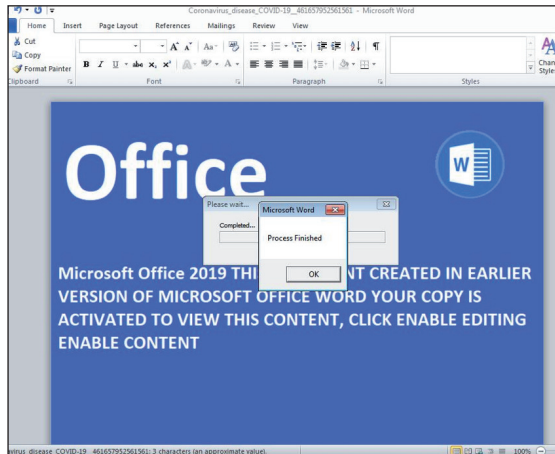 Coronavirus_disease_COVID-19__461657952561561 - Microsoft Word
Home Insert Page Layout References Mailings Review View
Cut
Copy
Format Painter
Clipboard Font Paragraph Styles
Office
W
Please wait...
Completed...
Microsoft Word
Process Finished
OK
Microsoft Office 2019 THI NT CREATED IN EARLIER
VERSION OF MICROSOFT OFFICE WORD YOUR COPY IS
ACTIVATED TO VIEW THIS CONTENT, CLICK ENABLE EDITING
ENABLE CONTENT
avirus_disease_COVID-19__461657952561561: 3 characters (an approximate value). 100%